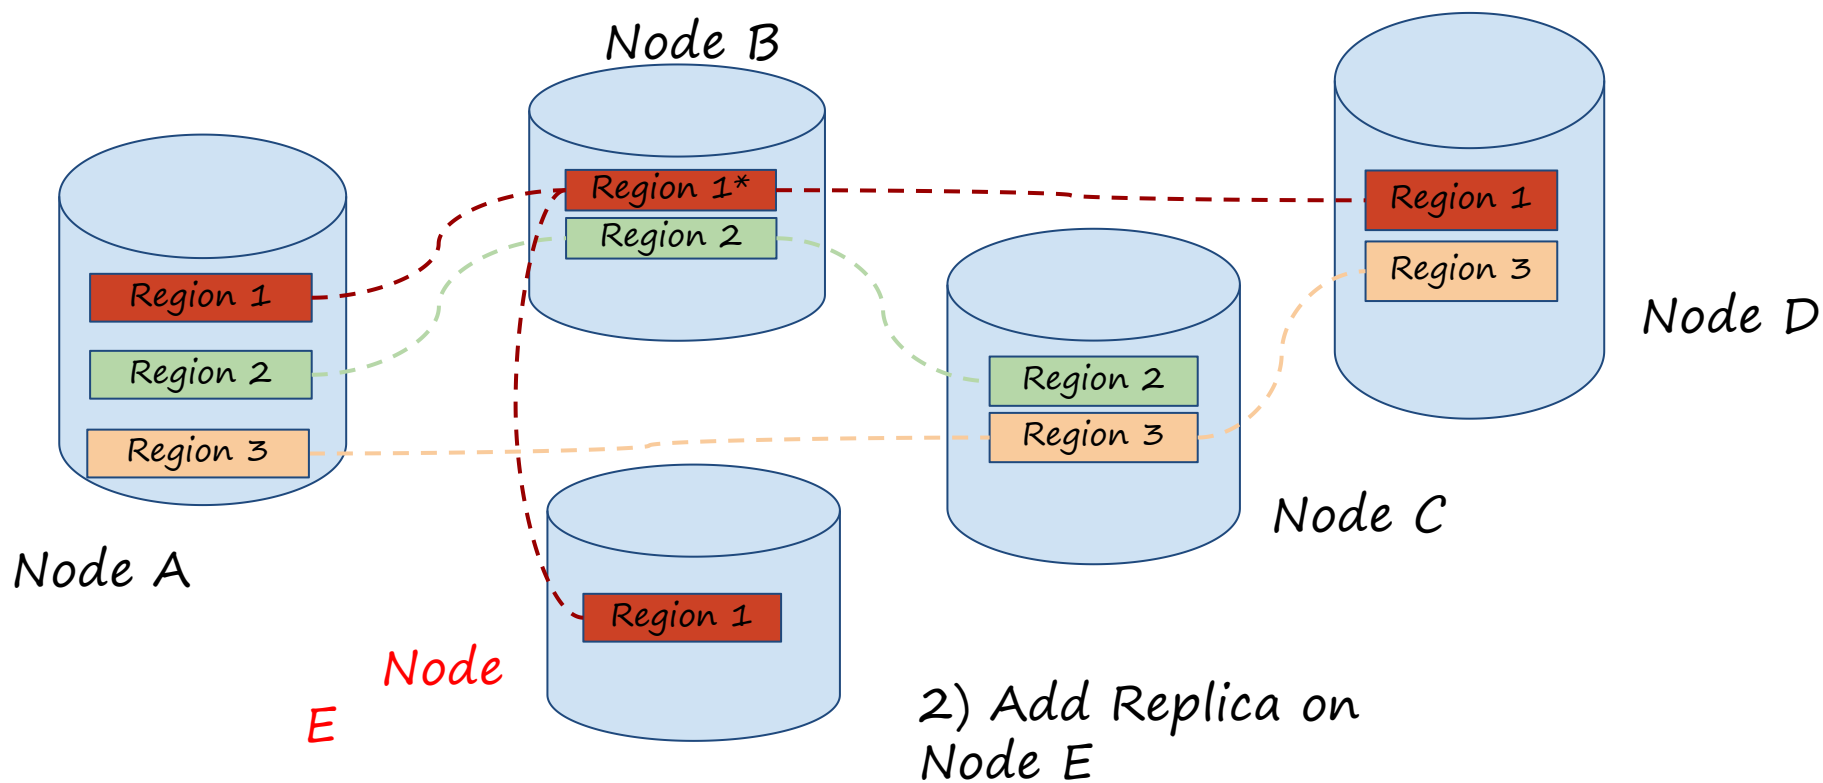 Node B
Region 1*
Region 2
Region 1
Region 3
Node D
Region 1
Region 2
Region 3
Node A
Region 2
Region 3
Node C
Region 1
Node
E
2) Add Replica on
Node E